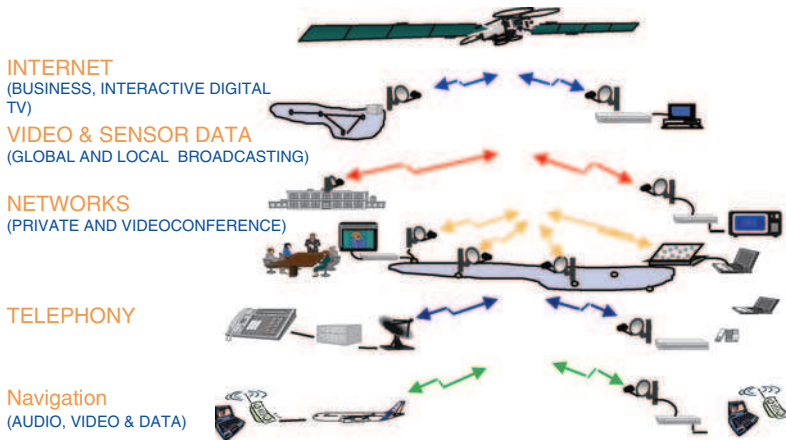 INTERNET
(BUSINESS, INTERACTIVE DIGITAL
TV)
VIDEO & SENSOR DATA
(GLOBAL AND LOCAL BROADCASTING)
NETWORKS
(PRIVATE AND VIDEOCONFERENCE)
TELEPHONY
Navigation
(AUDIO, VIDEO & DATA)